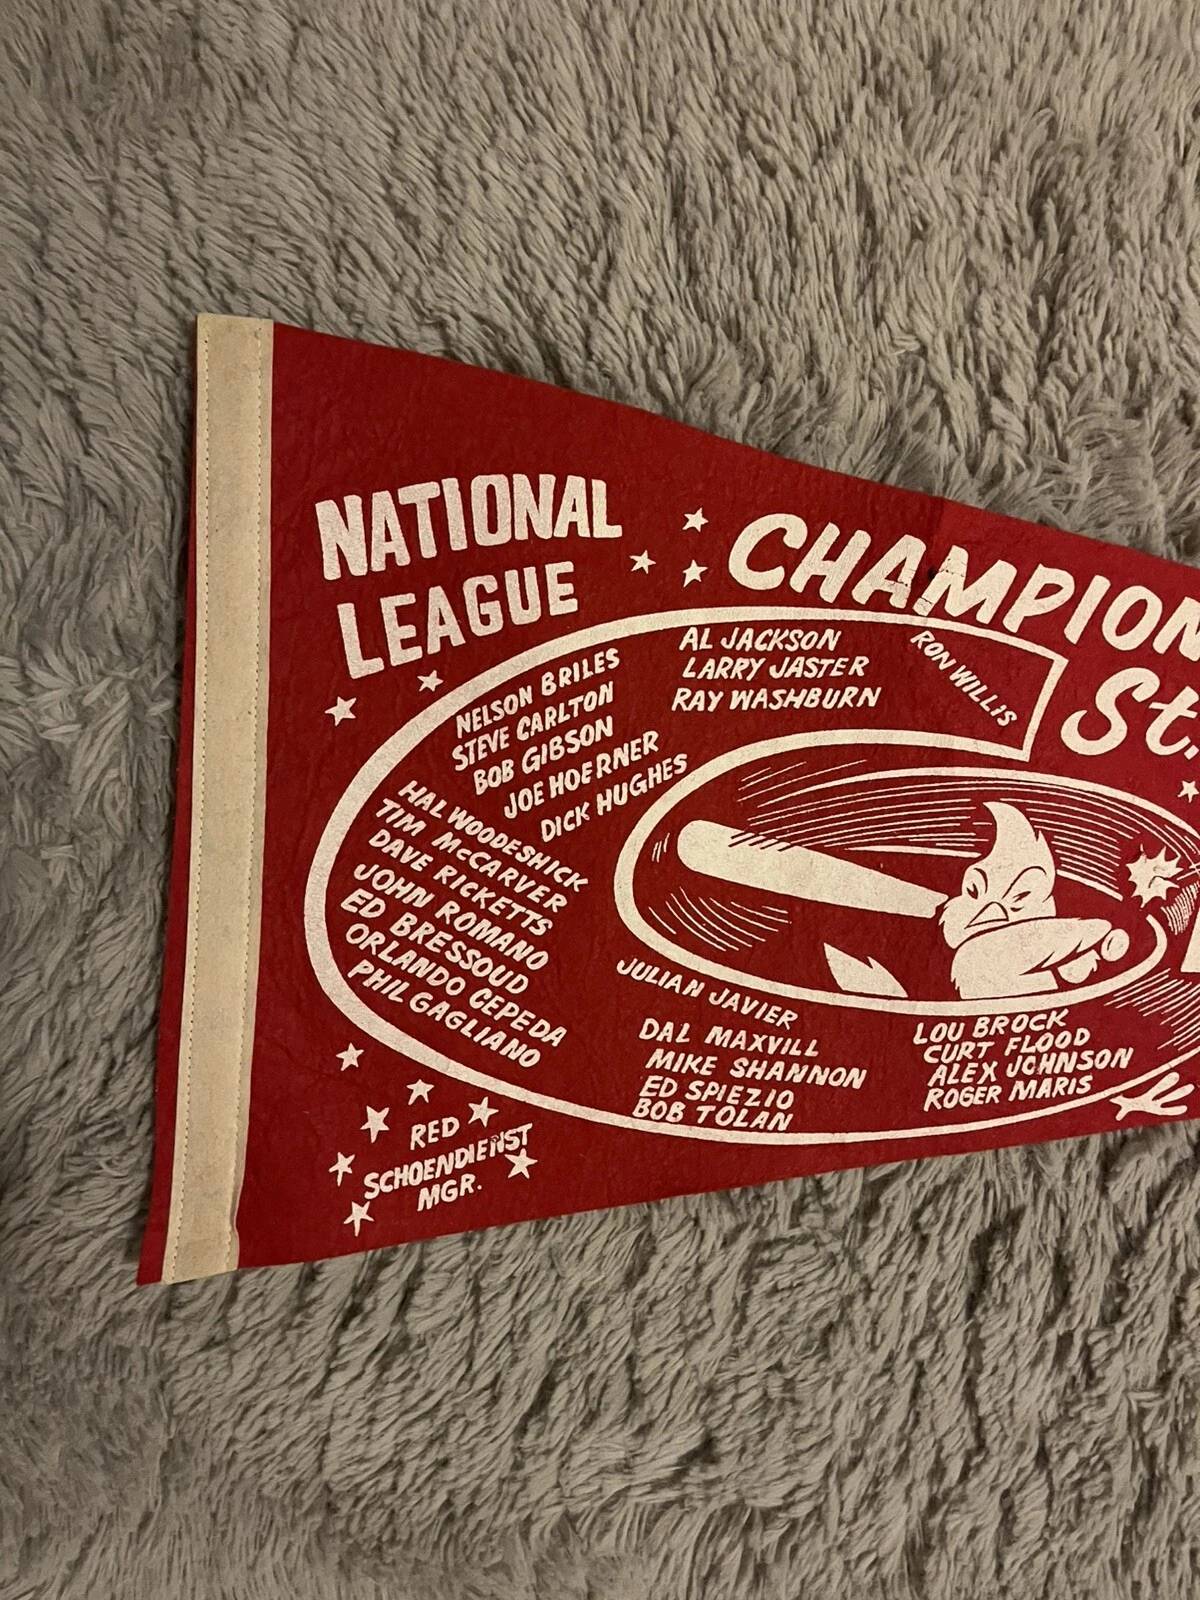 NATIONAL
LEAGUE
CHAMPION
St.
AL JACKSON
LARRY JASTER
RAY WASHBURN
RON WILLIS
NELSON BRILES
STEVE CARLTON
BOB GIBSON
JOE HOERNER
DICK HUGHES
HAL WOODESHICK
TIM McCARVER
DAVE RICKETTS
JOHN ROMANO
ED BRESSOUD
ORLANDO CEPEDA
PHIL GAGLIANO
JULIAN JAVIER
DAL MAXVILL
MIKE SHANNON
ED SPIEZIO
BOB TOLAN
LOU BROCK
CURT FLOOD
ALEX JOHNSON
ROGER MARIS
RED
SCHOENDIENST
MGR.